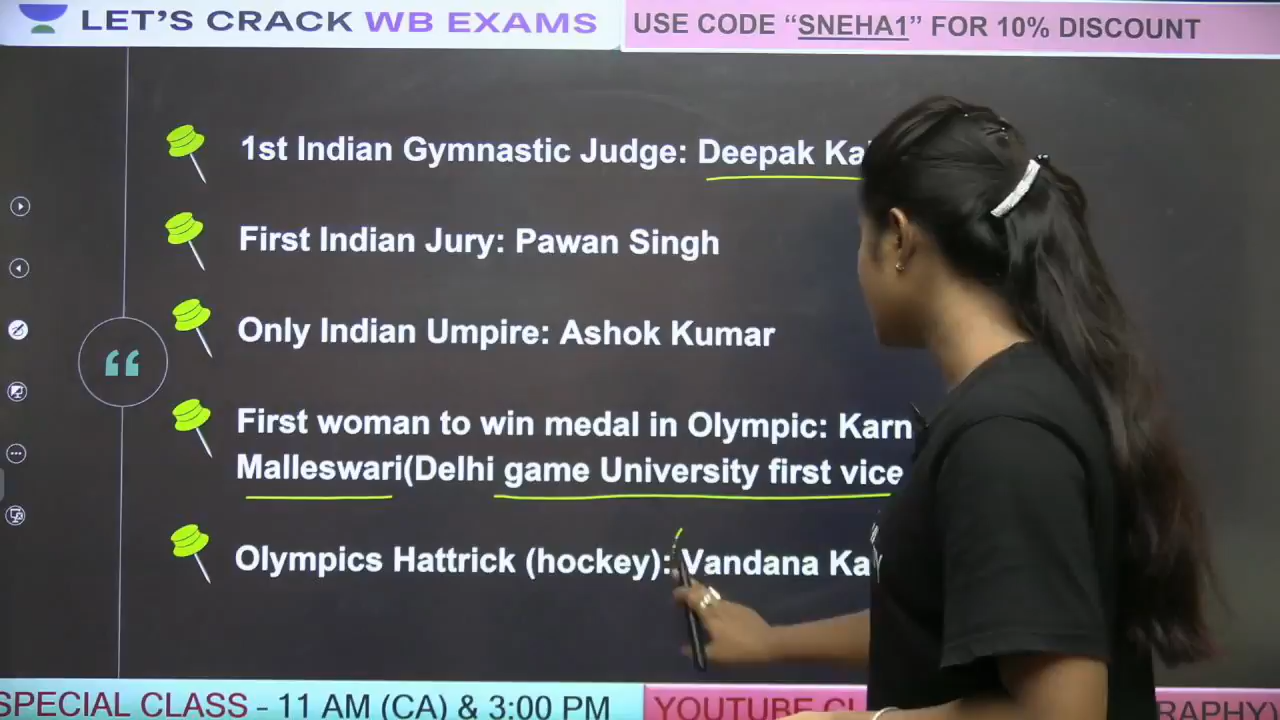 LET'S CRACK WB EXAMS
USE CODE “SNEHA1” FOR 10% DISCOUNT
1st Indian Gymnastic Judge: Deepak
First Indian Jury: Pawan Singh
Only Indian Umpire: Ashok Kumar
First woman to win medal in Olympic: Karn
Malleswari(Delhi game University first vice
Olympics Hattrick (hockey): Vandana
SPECIAL CLASS – 11 AM (CA) & 3:00 PM
YOUTUBE